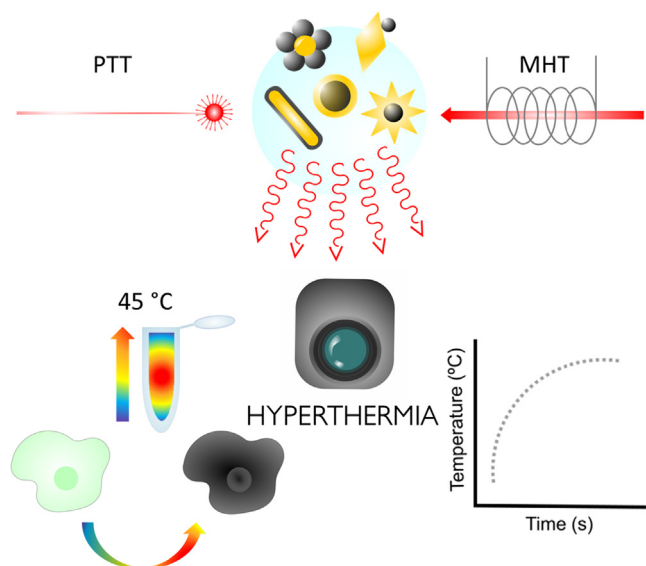 PTT
MHT
45 °C
HYPERTHERMIA
Temperature (ºC)
Time (s)